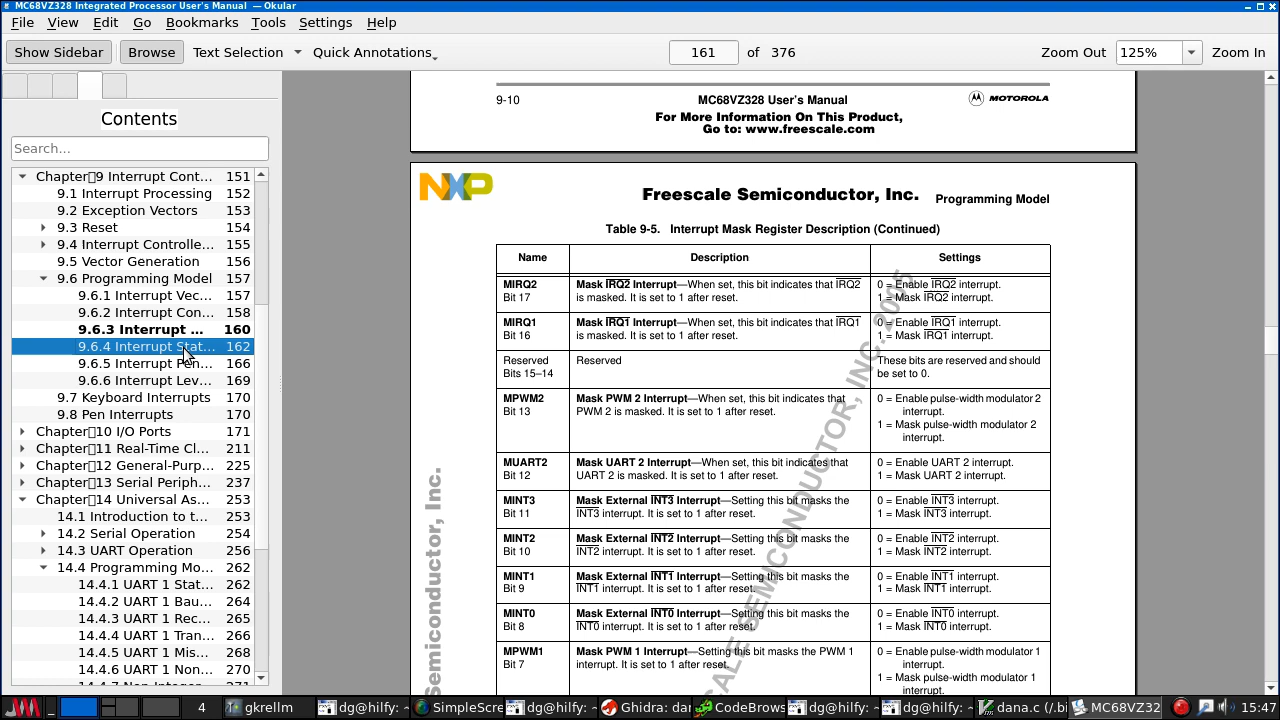 MC68VZ328 Integrated Processor User's Manual — Okular
File View Edit Go Bookmarks Tools Settings Help
Show Sidebar Browse Text Selection Quick Annotations 161 of 376 Zoom Out 125% Zoom In
Contents
Search...
Chapter 9 Interrupt Cont... 151
9.1 Interrupt Processing 152
9.2 Exception Vectors 153
9.3 Reset 154
9.4 Interrupt Controlle... 155
9.5 Vector Generation 156
9.6 Programming Model 157
9.6.1 Interrupt Vec... 157
9.6.2 Interrupt Con... 158
9.6.3 Interrupt ... 160
9.6.4 Interrupt Stat... 162
9.6.5 Interrupt Pen... 166
9.6.6 Interrupt Lev... 169
9.7 Keyboard Interrupts 170
9.8 Pen Interrupts 170
Chapter 10 I/O Ports 171
Chapter 11 Real-Time Cl... 211
Chapter 12 General-Purp... 225
Chapter 13 Serial Periph... 237
Chapter 14 Universal As... 253
14.1 Introduction to t... 253
14.2 Serial Operation 254
14.3 UART Operation 256
14.4 Programming Mo... 262
14.4.1 UART 1 Stat... 262
14.4.2 UART 1 Bau... 264
14.4.3 UART 1 Rec... 265
14.4.4 UART 1 Tran... 266
14.4.5 UART 1 Mis... 268
14.4.6 UART 1 Non... 270
9-10 MC68VZ328 User's Manual MOTOROLA
For More Information On This Product,
Go to: www.freescale.com
NXP Freescale Semiconductor, Inc. Programming Model
Table 9-5. Interrupt Mask Register Description (Continued)
Name Description Settings
MIRQ2 Mask IRQ2 Interrupt—When set, this bit indicates that IRQ2 0 = Enable IRQ2 interrupt.
Bit 17 is masked. It is set to 1 after reset. 1 = Mask IRQ2 interrupt.
MIRQ1 Mask IRQ1 Interrupt—When set, this bit indicates that IRQ1 0 = Enable IRQ1 interrupt.
Bit 16 is masked. It is set to 1 after reset. 1 = Mask IRQ1 interrupt.
Reserved Reserved These bits are reserved and should
Bits 15–14 be set to 0.
MPWM2 Mask PWM 2 Interrupt—When set, this bit indicates that 0 = Enable pulse-width modulator 2
Bit 13 PWM 2 is masked. It is set to 1 after reset. interrupt.
1 = Mask pulse-width modulator 2
interrupt.
MUART2 Mask UART 2 Interrupt—When set, this bit indicates that 0 = Enable UART 2 interrupt.
Bit 12 UART 2 is masked. It is set to 1 after reset. 1 = Mask UART 2 interrupt.
MINT3 Mask External INT3 Interrupt—Setting this bit masks the 0 = Enable INT3 interrupt.
Bit 11 INT3 interrupt. It is set to 1 after reset. 1 = Mask INT3 interrupt.
MINT2 Mask External INT2 Interrupt—Setting this bit masks the 0 = Enable INT2 interrupt.
Bit 10 INT2 interrupt. It is set to 1 after reset. 1 = Mask INT2 interrupt.
MINT1 Mask External INT1 Interrupt—Setting this bit masks the 0 = Enable INT1 interrupt.
Bit 9 INT1 interrupt. It is set to 1 after reset. 1 = Mask INT1 interrupt.
MINT0 Mask External INT0 Interrupt—Setting this bit masks the 0 = Enable INT0 interrupt.
Bit 8 INT0 interrupt. It is set to 1 after reset. 1 = Mask INT0 interrupt.
MPWM1 Mask PWM 1 Interrupt—Setting this bit masks the PWM 1 0 = Enable pulse-width modulator 1
Bit 7 interrupt. It is set to 1 after reset. interrupt.
1 = Mask pulse-width modulator 1
interrupt.
Semiconductor, Inc.
CALE SEMICONDUCTOR, INC. 2005
4 gkrellm dg@hilfy: ~ SimpleScre dg@hilfy: ~ Ghidra: dan CodeBrows dg@hilfy: ~ dg@hilfy: ~ dana.c (/.bi MC68VZ32 15:47